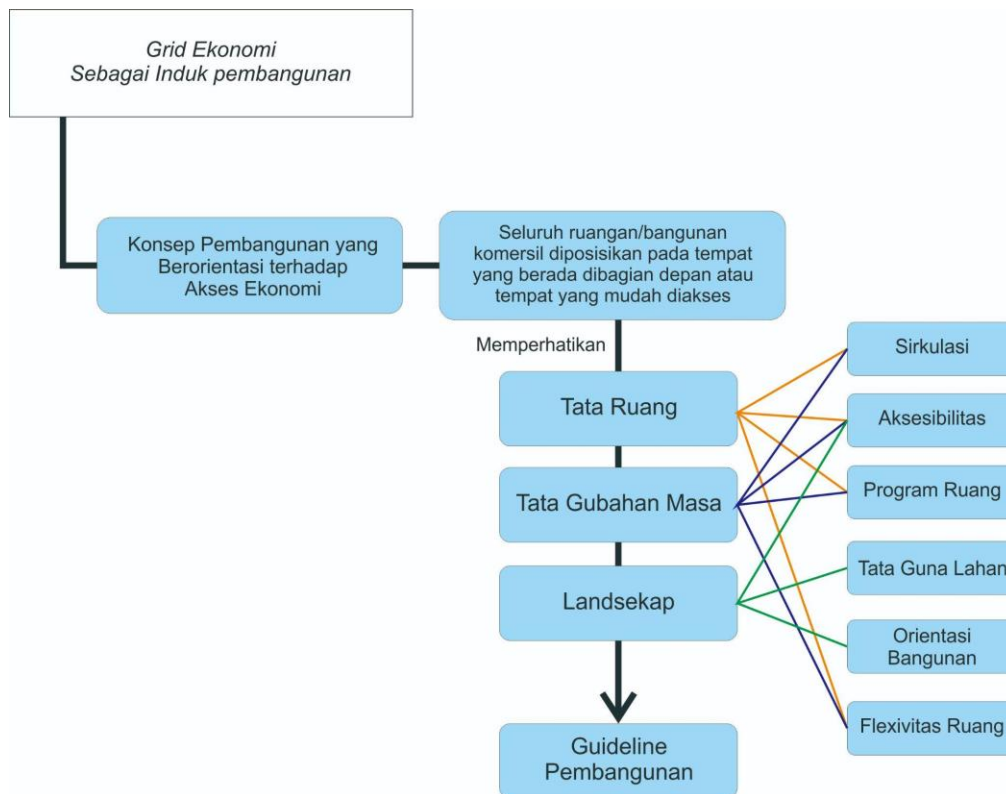 Grid Ekonomi
Sebagai Induk pembangunan
Konsep Pembangunan yang
Berorientasi terhadap
Akses Ekonomi
Seluruh ruangan/bangunan
komersil diposisikan pada tempat
yang berada dibagian depan atau
tempat yang mudah diakses
Memperhatikan
Tata Ruang
Tata Gubahan Masa
Landsekap
Guideline
Pembangunan
Sirkulasi
Aksesibilitas
Program Ruang
Tata Guna Lahan
Orientasi
Bangunan
Flexivitas Ruang